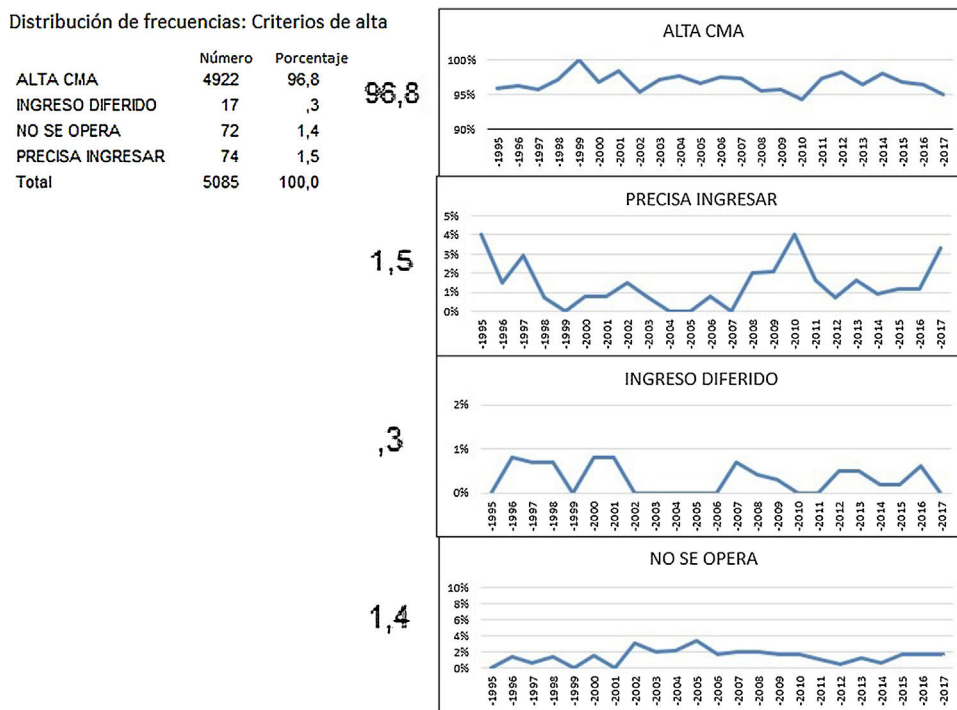 Distribución de frecuencias: Criterios de alta
Número Porcentaje
ALTA CMA 4922 96,8
INGRESO DIFERIDO 17 ,3
NO SE OPERA 72 1,4
PRECISA INGRESAR 74 1,5
Total 5085 100,0
96,8
ALTA CMA
100%
95%
90%
-1995 -1996 -1997 -1998 -1999 -2000 -2001 -2002 -2003 -2004 -2005 -2006 -2007 -2008 -2009 -2010 -2011 -2012 -2013 -2014 -2015 -2016 -2017
1,5
PRECISA INGRESAR
5%
4%
3%
2%
1%
0%
-1995 -1996 -1997 -1998 -1999 -2000 -2001 -2002 -2003 -2004 -2005 -2006 -2007 -2008 -2009 -2010 -2011 -2012 -2013 -2014 -2015 -2016 -2017
,3
INGRESO DIFERIDO
2%
1%
0%
-1995 -1996 -1997 -1998 -1999 -2000 -2001 -2002 -2003 -2004 -2005 -2006 -2007 -2008 -2009 -2010 -2011 -2012 -2013 -2014 -2015 -2016 -2017
1,4
NO SE OPERA
10%
8%
6%
4%
2%
0%
-1995 -1996 -1997 -1998 -1999 -2000 -2001 -2002 -2003 -2004 -2005 -2006 -2007 -2008 -2009 -2010 -2011 -2012 -2013 -2014 -2015 -2016 -2017